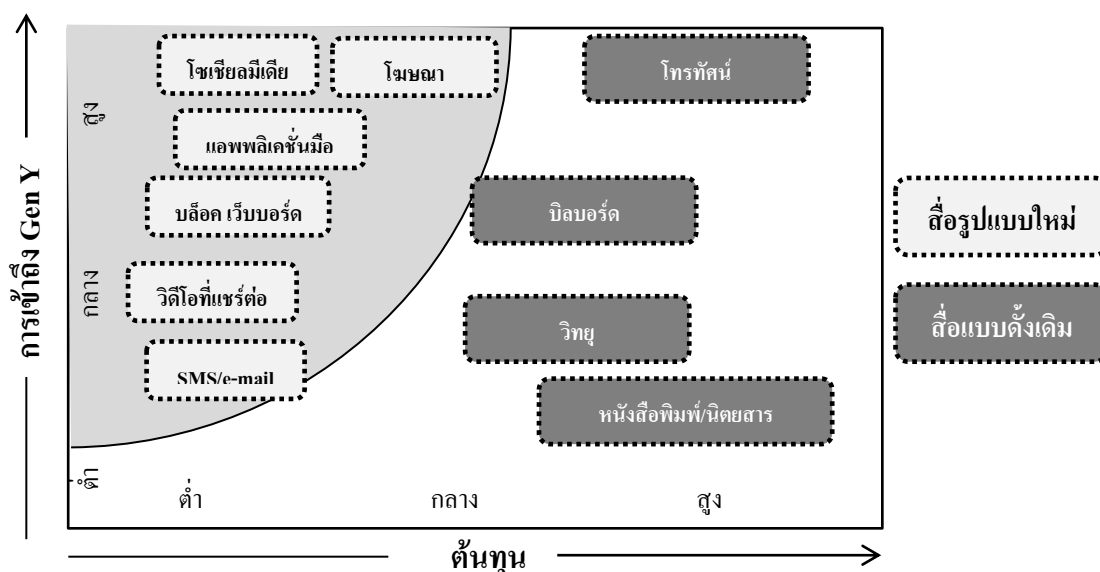 โซเชียลมีเดีย
โฆษณา
โทรทัศน์
แอพพลิเคชั่นมือ
บล็อค เว็บบอร์ด
บิลบอร์ด
สื่อรูปแบบใหม่
วิดีโอที่แชร์ต่อ
วิทยุ
สื่อแบบดั้งเดิม
SMS/e-mail
หนังสือพิมพ์/นิตยสาร
การเข้าถึง Gen Y
สูง
กลาง
ต่ำ
ต่ำ
กลาง
สูง
ต้นทุน